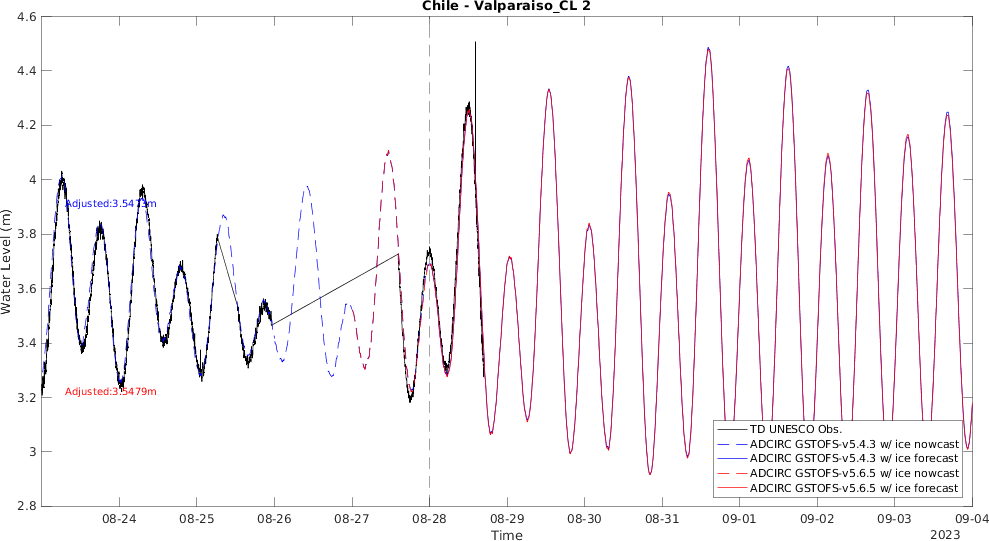 Chile - Valparaiso_CL 2
Water Level (m)
4.6
4.4
4.2
4
3.8
3.6
3.4
3.2
3
2.8
Adjusted:3.5473m
Adjusted:3.5479m
TD UNESCO Obs.
ADCIRC GSTOFS-v5.4.3 w/ ice nowcast
ADCIRC GSTOFS-v5.4.3 w/ ice forecast
ADCIRC GSTOFS-v5.6.5 w/ ice nowcast
ADCIRC GSTOFS-v5.6.5 w/ ice forecast
08-24 08-25 08-26 08-27 08-28 08-29 08-30 08-31 09-01 09-02 09-03 09-04
Time
2023